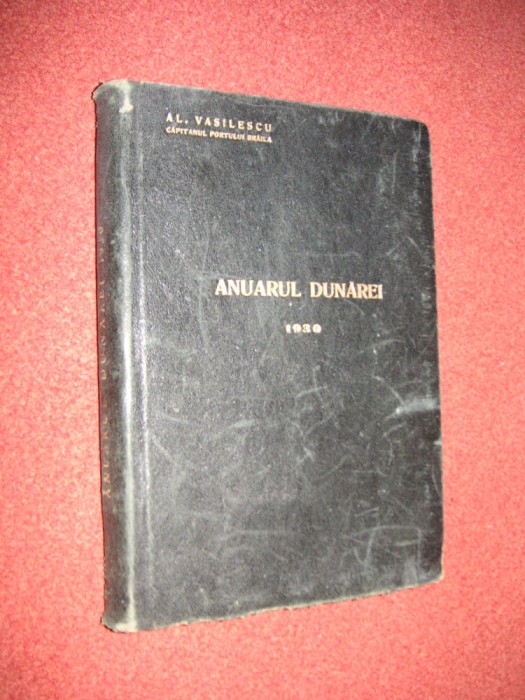 AL. VASILESCU
CĂPITANUL PORTULUI BRĂILA
ANUARUL DUNĂREI
1930